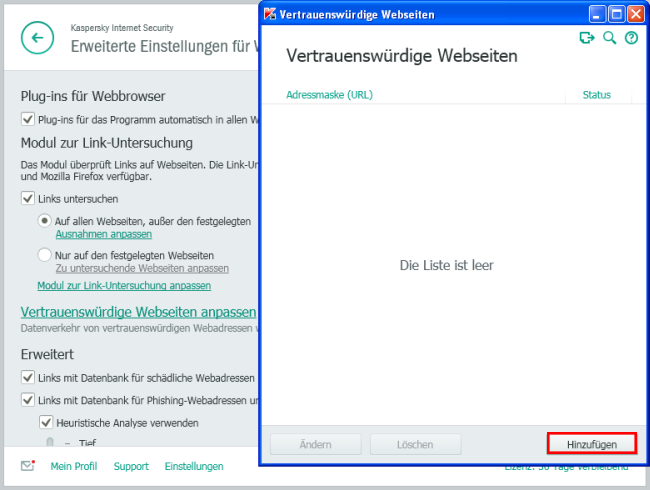 Kaspersky Internet Security
Erweiterte Einstellungen für
Plug-ins für Webbrowser
Plug-ins für das Programm automatisch in allen
Modul zur Link-Untersuchung
Das Modul überprüft Links auf Webseiten. Die
und Mozilla Firefox verfügbar.
Links untersuchen
Auf allen Webseiten, außer den festgelegten
Ausnahmen anpassen
Nur auf den festgelegten Webseiten
Zu untersuchende Webseiten anpassen
Modul zur Link-Untersuchung anpassen
Vertrauenswürdige Webseiten anpassen
Datenverkehr von vertrauenswürdigen Webadressen
Erweitert
Links mit Datenbank für schädliche Webadressen
Links mit Datenbank für Phishing-Webadressen
Heuristische Analyse verwenden
Tief
Mein Profil Support Einstellungen
Lizenz: 30 Tage verbleibend
Vertrauenswürdige Webseiten
Vertrauenswürdige Webseiten
Adressmaske (URL) Status
Die Liste ist leer
Ändern Löschen Hinzufügen